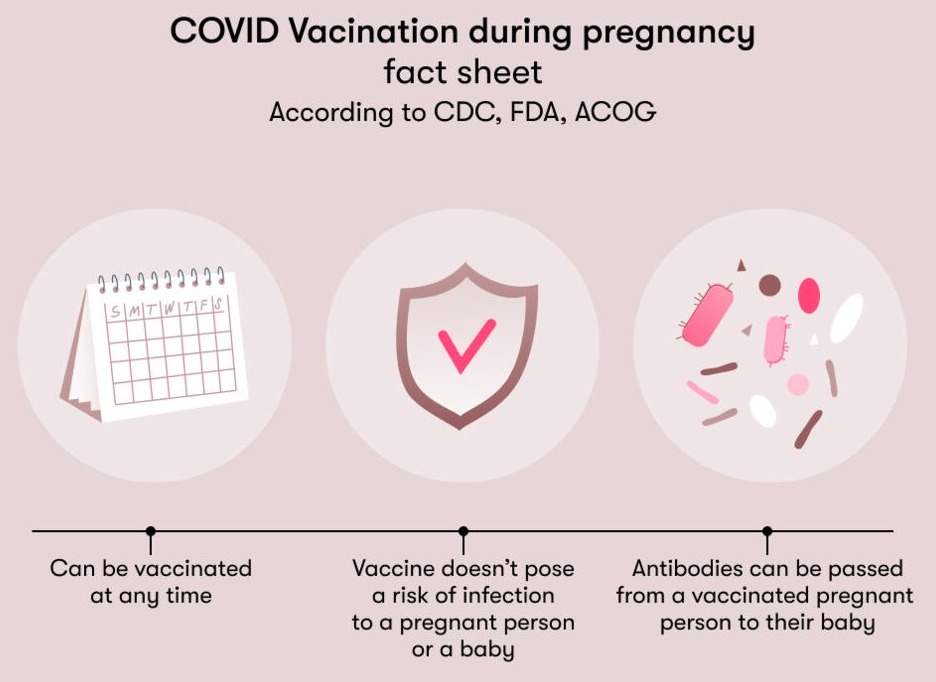 COVID Vacination during pregnancy
fact sheet
According to CDC, FDA, ACOG
S M T W T F S
Can be vaccinated
at any time
Vaccine doesn't pose
a risk of infection
to a pregnant person
or a baby
Antibodies can be passed
from a vaccinated pregnant
person to their baby